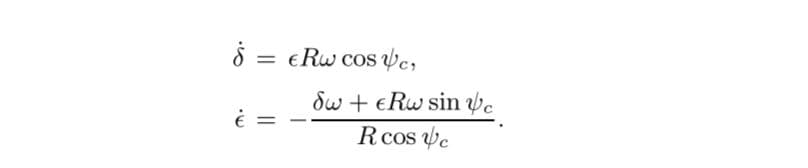 δ̇ = ϵRω cos ψ_c,
ϵ̇ = − (δω + ϵRω sin ψ_c) / (R cos ψ_c).